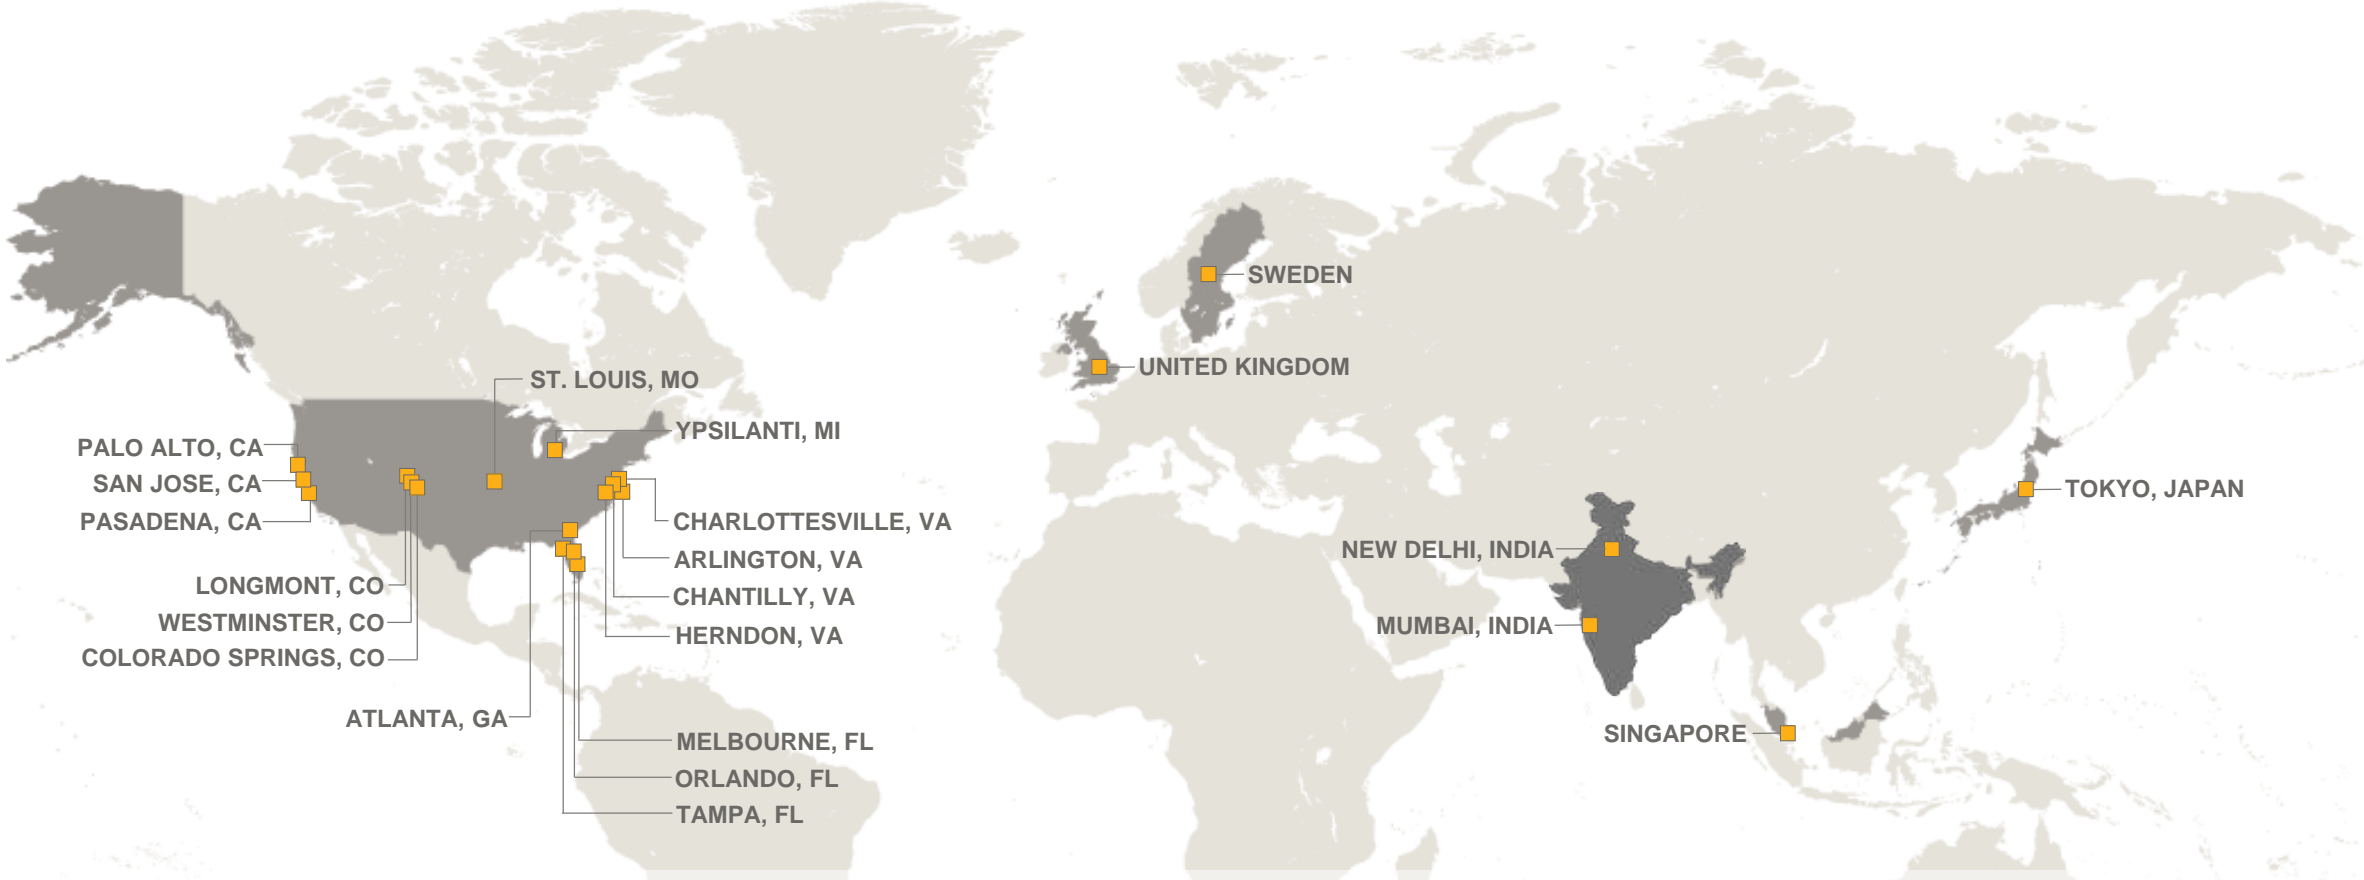 SWEDEN
UNITED KINGDOM
ST. LOUIS, MO
YPSILANTI, MI
PALO ALTO, CA
SAN JOSE, CA
PASADENA, CA
TOKYO, JAPAN
CHARLOTTESVILLE, VA
ARLINGTON, VA
CHANTILLY, VA
HERNDON, VA
NEW DELHI, INDIA
MUMBAI, INDIA
LONGMONT, CO
WESTMINSTER, CO
COLORADO SPRINGS, CO
ATLANTA, GA
MELBOURNE, FL
ORLANDO, FL
TAMPA, FL
SINGAPORE